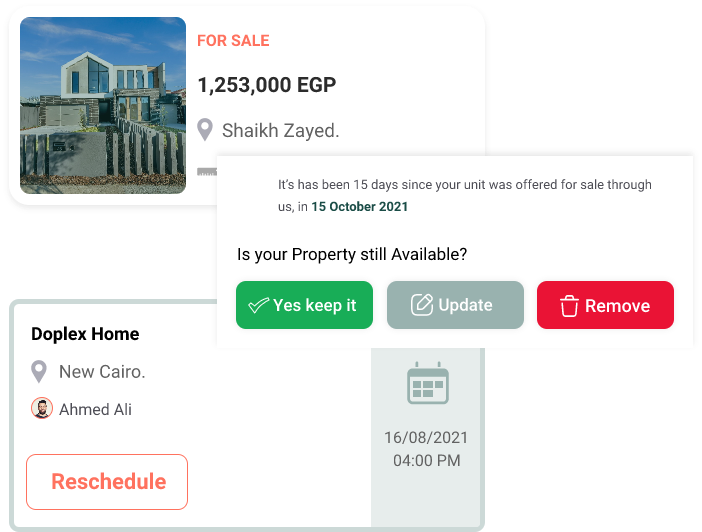 FOR SALE
1,253,000 EGP
Shaikh Zayed.
It's has been 15 days since your unit was offered for sale through
us, in 15 October 2021
Is your Property still Available?
Yes keep it
Update
Remove
Doplex Home
New Cairo.
Ahmed Ali
Reschedule
16/08/2021
04:00 PM